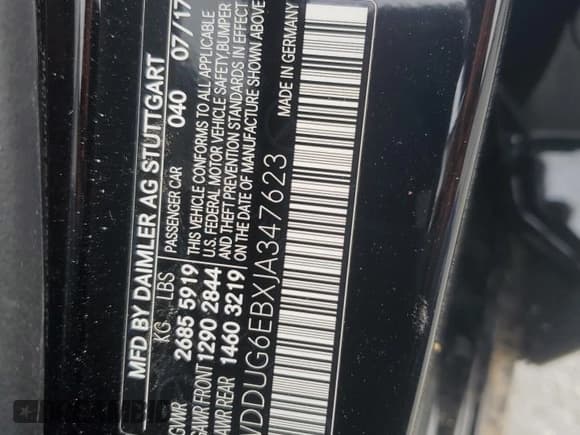 MFD BY DAIMLER AG STUTTGART
040 07/17
KG LBS PASSENGER CAR
GVWR 2685 5919
GAWR FRONT 1290 2844
GAWR REAR 1460 3219
THIS VEHICLE CONFORMS TO ALL APPLICABLE
U.S. FEDERAL MOTOR VEHICLE SAFETY, BUMPER
AND THEFT PREVENTION STANDARDS IN EFFECT
ON THE DATE OF MANUFACTURE SHOWN ABOVE
WDDUG6EBXJA347623
MADE IN GERMANY